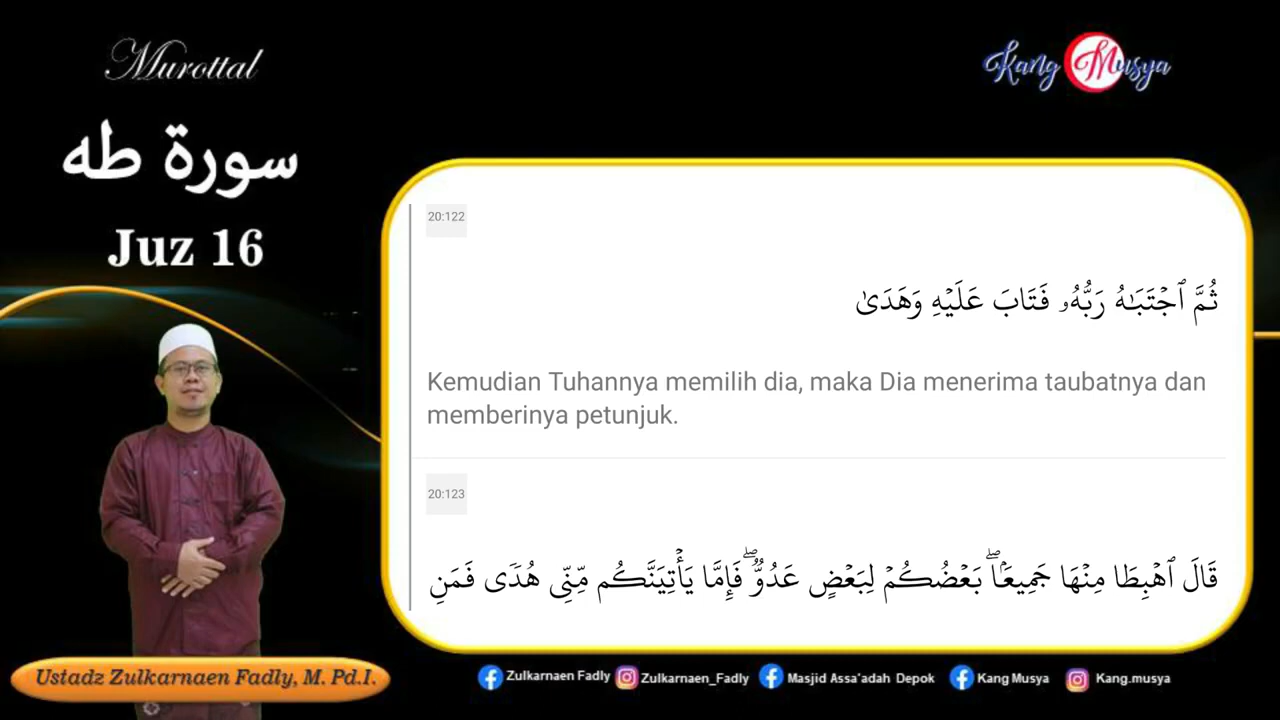 Murottal
Kang Musya
سورة طه
Juz 16
20:122
ثُمَّ ٱجْتَبَـٰهُ رَبُّهُۥ فَتَابَ عَلَيْهِ وَهَدَىٰ
Kemudian Tuhannya memilih dia, maka Dia menerima taubatnya dan
memberinya petunjuk.
20:123
قَالَ ٱهْبِطَا مِنْهَا جَمِيعًۢا ۖ بَعْضُكُمْ لِبَعْضٍ عَدُوٌّ ۖ فَإِمَّا يَأْتِيَنَّكُم مِّنِّى هُدًى فَمَنِ
Ustadz Zulkarnaen Fadly, M. Pd.I.
Zulkarnaen Fadly Zulkarnaen_Fadly Masjid Assa'adah Depok Kang Musya Kang.musya